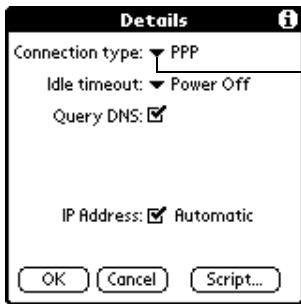 Details
Connection type: PPP
Idle timeout: Power Off
Query DNS:
IP Address: Automatic
OK Cancel Script...